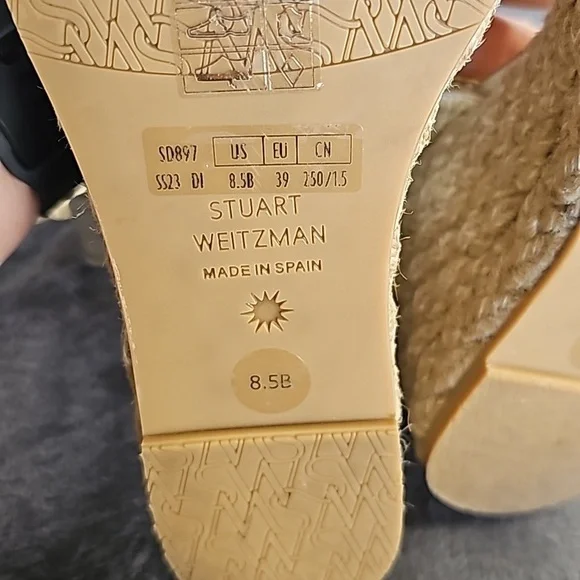 SD897 US EU CN
SS23 DI 8.5B 39 250/1.5
STUART
WEITZMAN
MADE IN SPAIN
8.5B